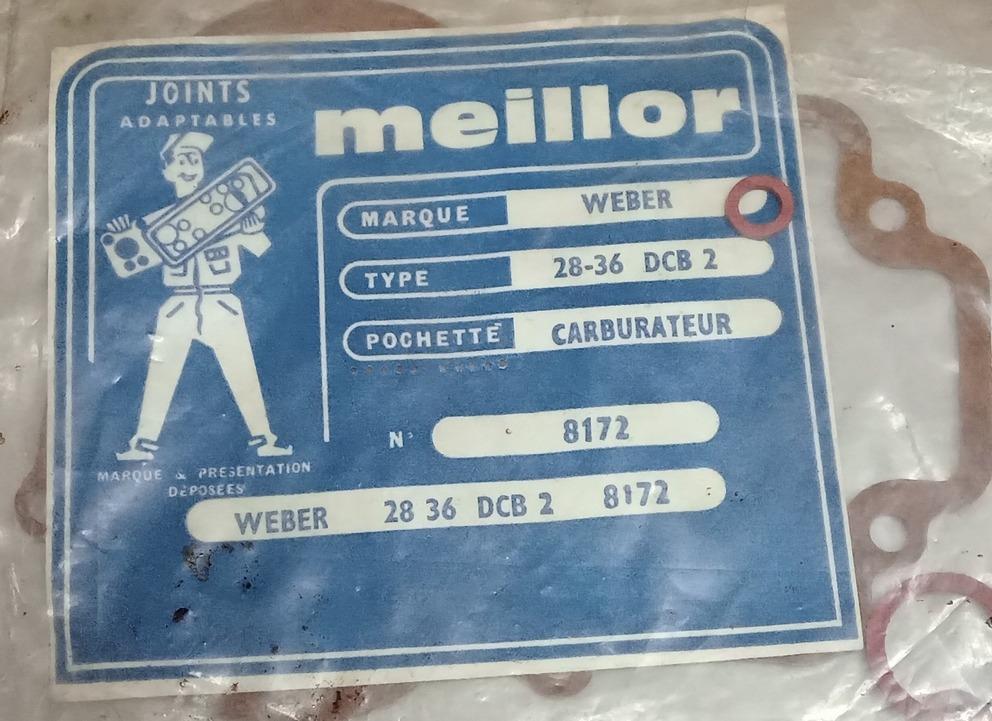 JOINTS
ADAPTABLES
meillor
MARQUE WEBER
TYPE 28-36 DCB 2
POCHETTE CARBURATEUR
N° 8172
MARQUE & PRESENTATION
DEPOSÉES
WEBER 28 36 DCB 2 8172